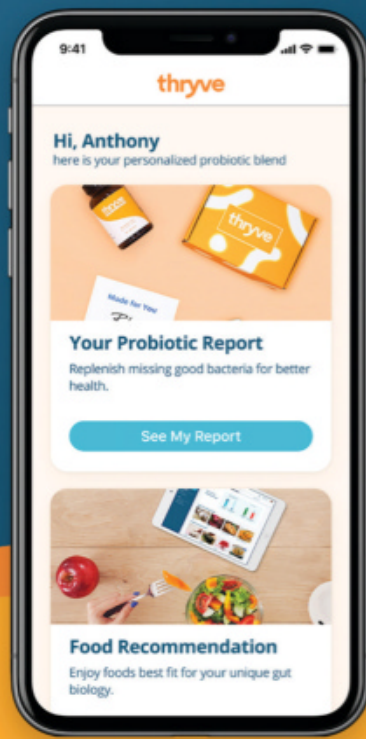 9:41
thryve
Hi, Anthony
here is your personalized probiotic blend
thryve
thryve
Made for You
Your Probiotic Report
Replenish missing good bacteria for better
health.
See My Report
Food Recommendation
Enjoy foods best fit for your unique gut
biology.